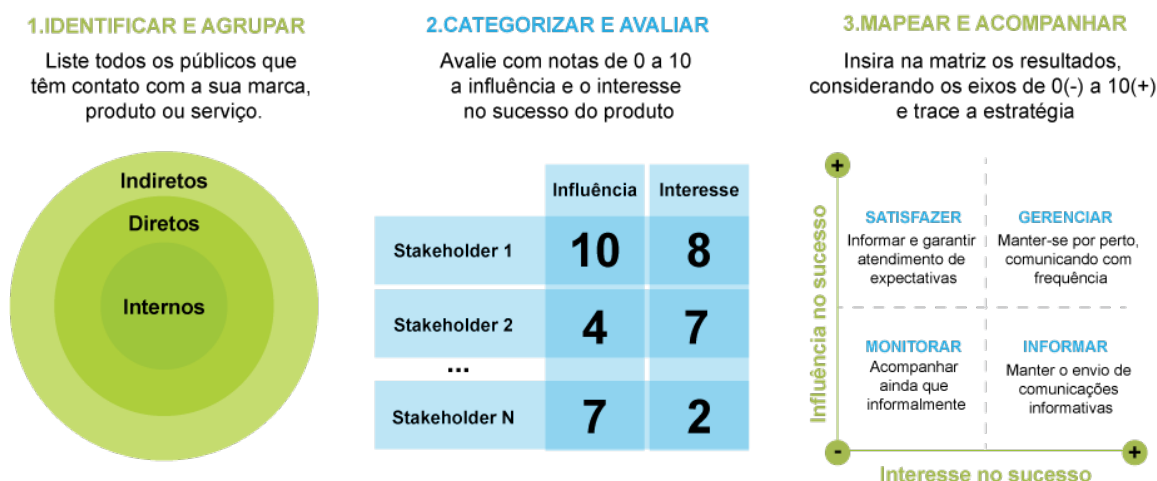 1.IDENTIFICAR E AGRUPAR
Liste todos os públicos que
têm contato com a sua marca,
produto ou serviço.
Indiretos
Diretos
Internos
2.CATEGORIZAR E AVALIAR
Avalie com notas de 0 a 10
a influência e o interesse
no sucesso do produto
Influência Interesse
Stakeholder 1 10 8
Stakeholder 2 4 7
...
Stakeholder N 7 2
3.MAPEAR E ACOMPANHAR
Insira na matriz os resultados,
considerando os eixos de 0(-) a 10(+)
e trace a estratégia
+
Influência no sucesso
SATISFAZER
Informar e garantir
atendimento de
expectativas
GERENCIAR
Manter-se por perto,
comunicando com
frequência
MONITORAR
Acompanhar
ainda que
informalmente
INFORMAR
Manter o envio de
comunicações
informativas
-
+
Interesse no sucesso